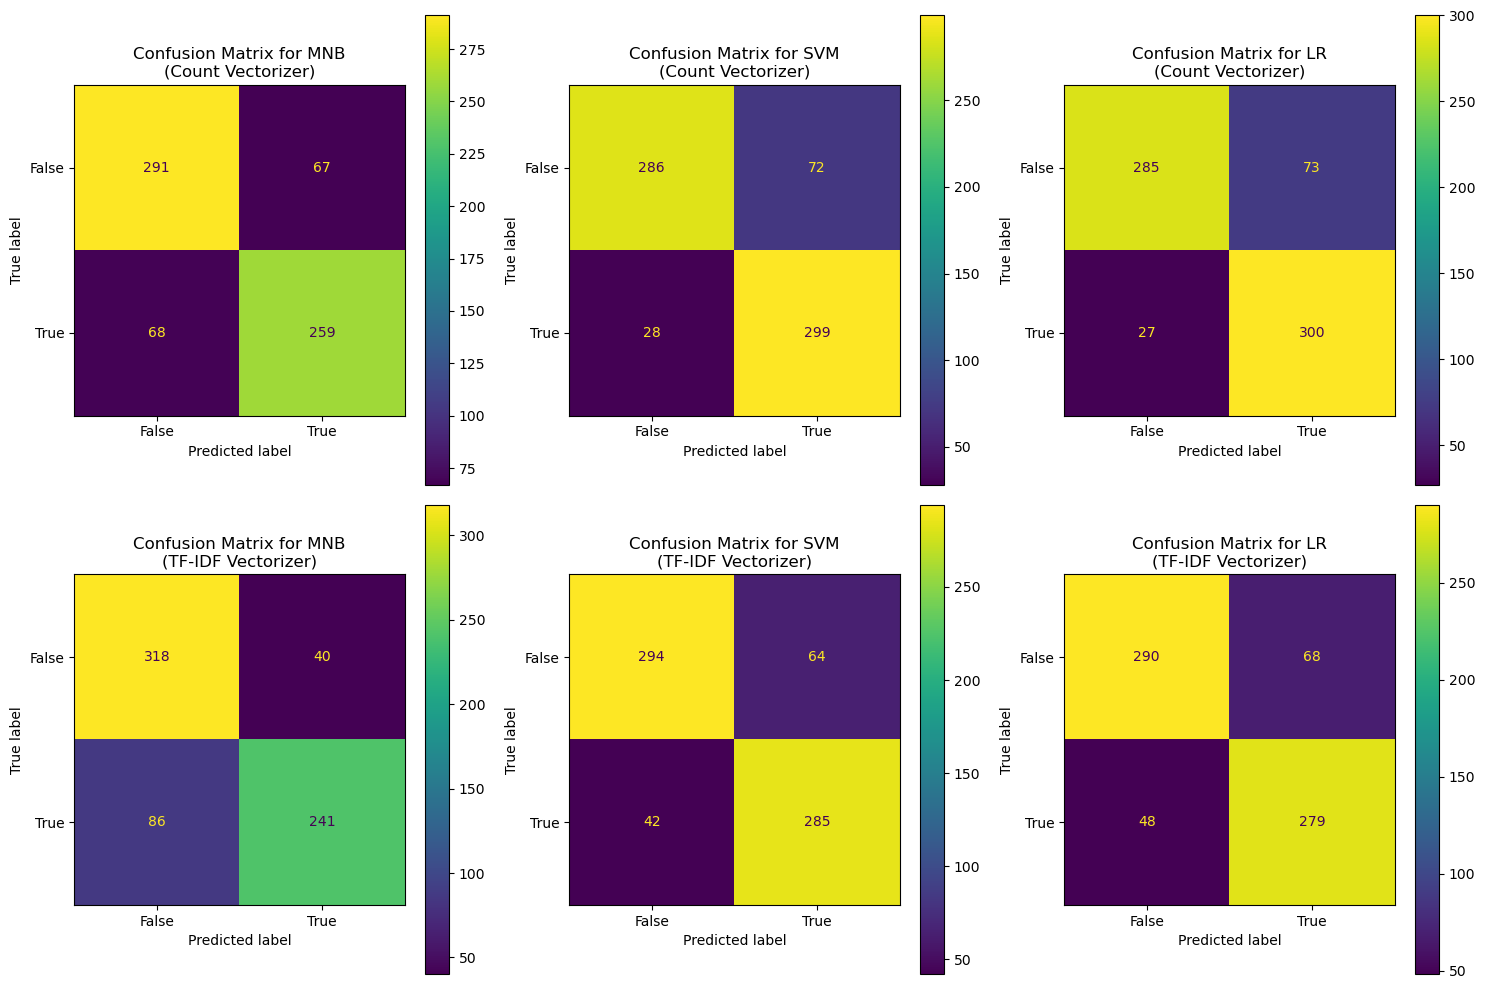 Confusion Matrix for MNB
(Count Vectorizer)
275
250
225
200
175
150
125
100
75
False
True
True label
291
67
68
259
False
True
Predicted label
Confusion Matrix for SVM
(Count Vectorizer)
250
200
150
100
50
False
True
True label
286
72
28
299
False
True
Predicted label
Confusion Matrix for LR
(Count Vectorizer)
300
250
200
150
100
50
False
True
True label
285
73
27
300
False
True
Predicted label
Confusion Matrix for MNB
(TF-IDF Vectorizer)
300
250
200
150
100
50
False
True
True label
318
40
86
241
False
True
Predicted label
Confusion Matrix for SVM
(TF-IDF Vectorizer)
250
200
150
100
50
False
True
True label
294
64
42
285
False
True
Predicted label
Confusion Matrix for LR
(TF-IDF Vectorizer)
250
200
150
100
50
False
True
True label
290
68
48
279
False
True
Predicted label